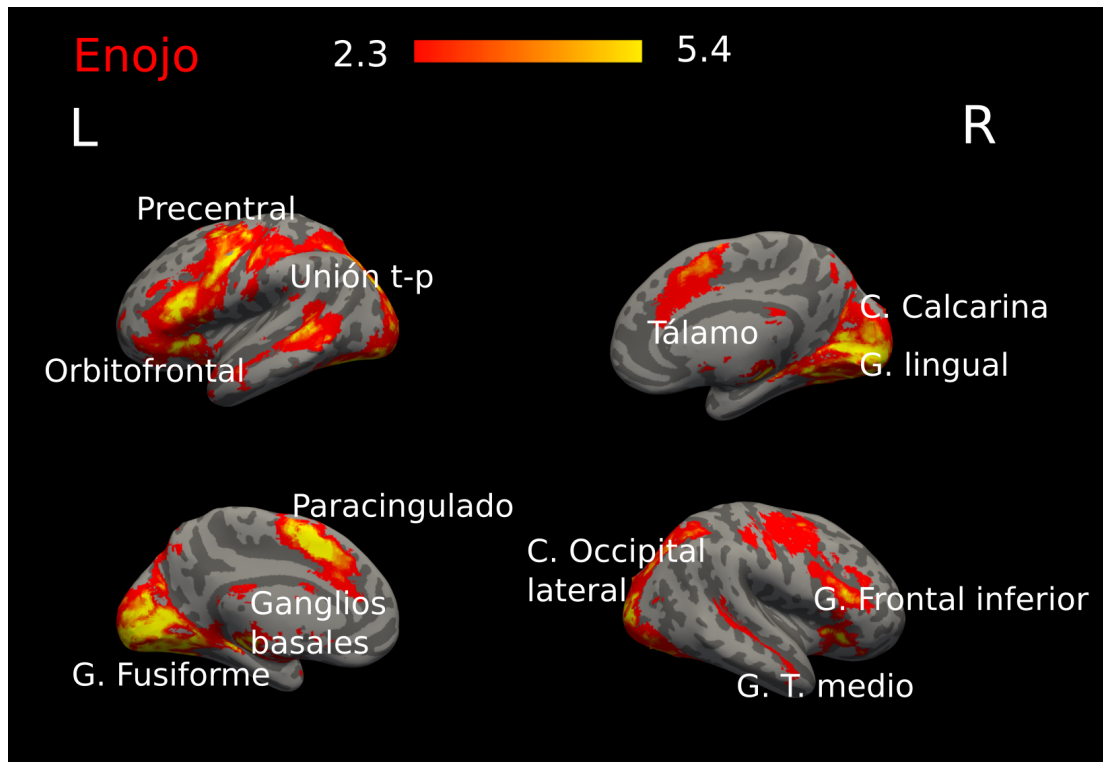 Enojo
2.3
5.4
L
R
Precentral
Unión t-p
Orbitofrontal
C. Calcarina
Tálamo
G. lingual
Paracingulado
Ganglios
basales
G. Fusiforme
C. Occipital
lateral
G. Frontal inferior
G. T. medio